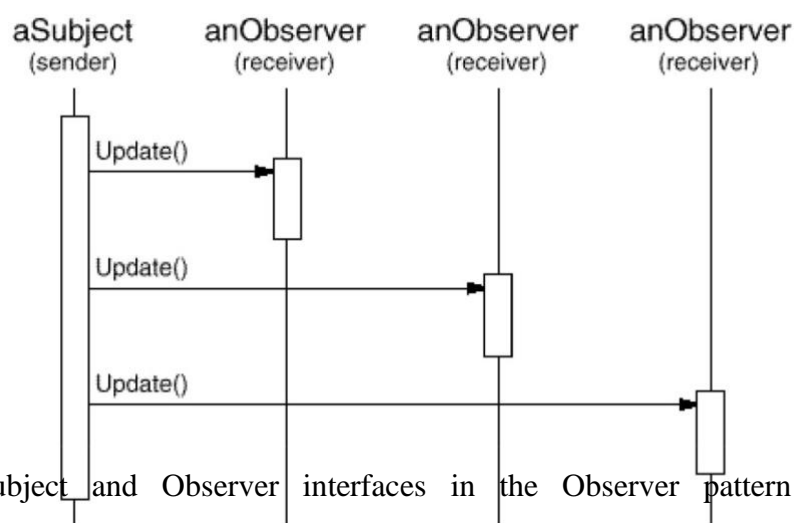 aSubject anObserver anObserver anObserver
(sender) (receiver) (receiver) (receiver)
Update()
Update()
Update()
and Observer interfaces in the Observer pattern